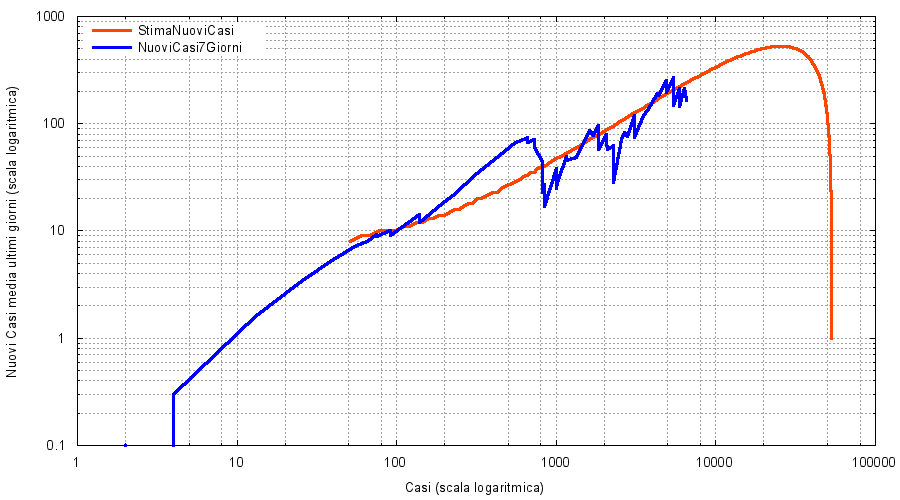 1000
StimaNuoviCasi
NuoviCasi7Giorni
100
10
1
0.1
Nuovi Casi media ultimi giorni (scala logaritmica)
1 10 100 1000 10000 100000
Casi (scala logaritmica)